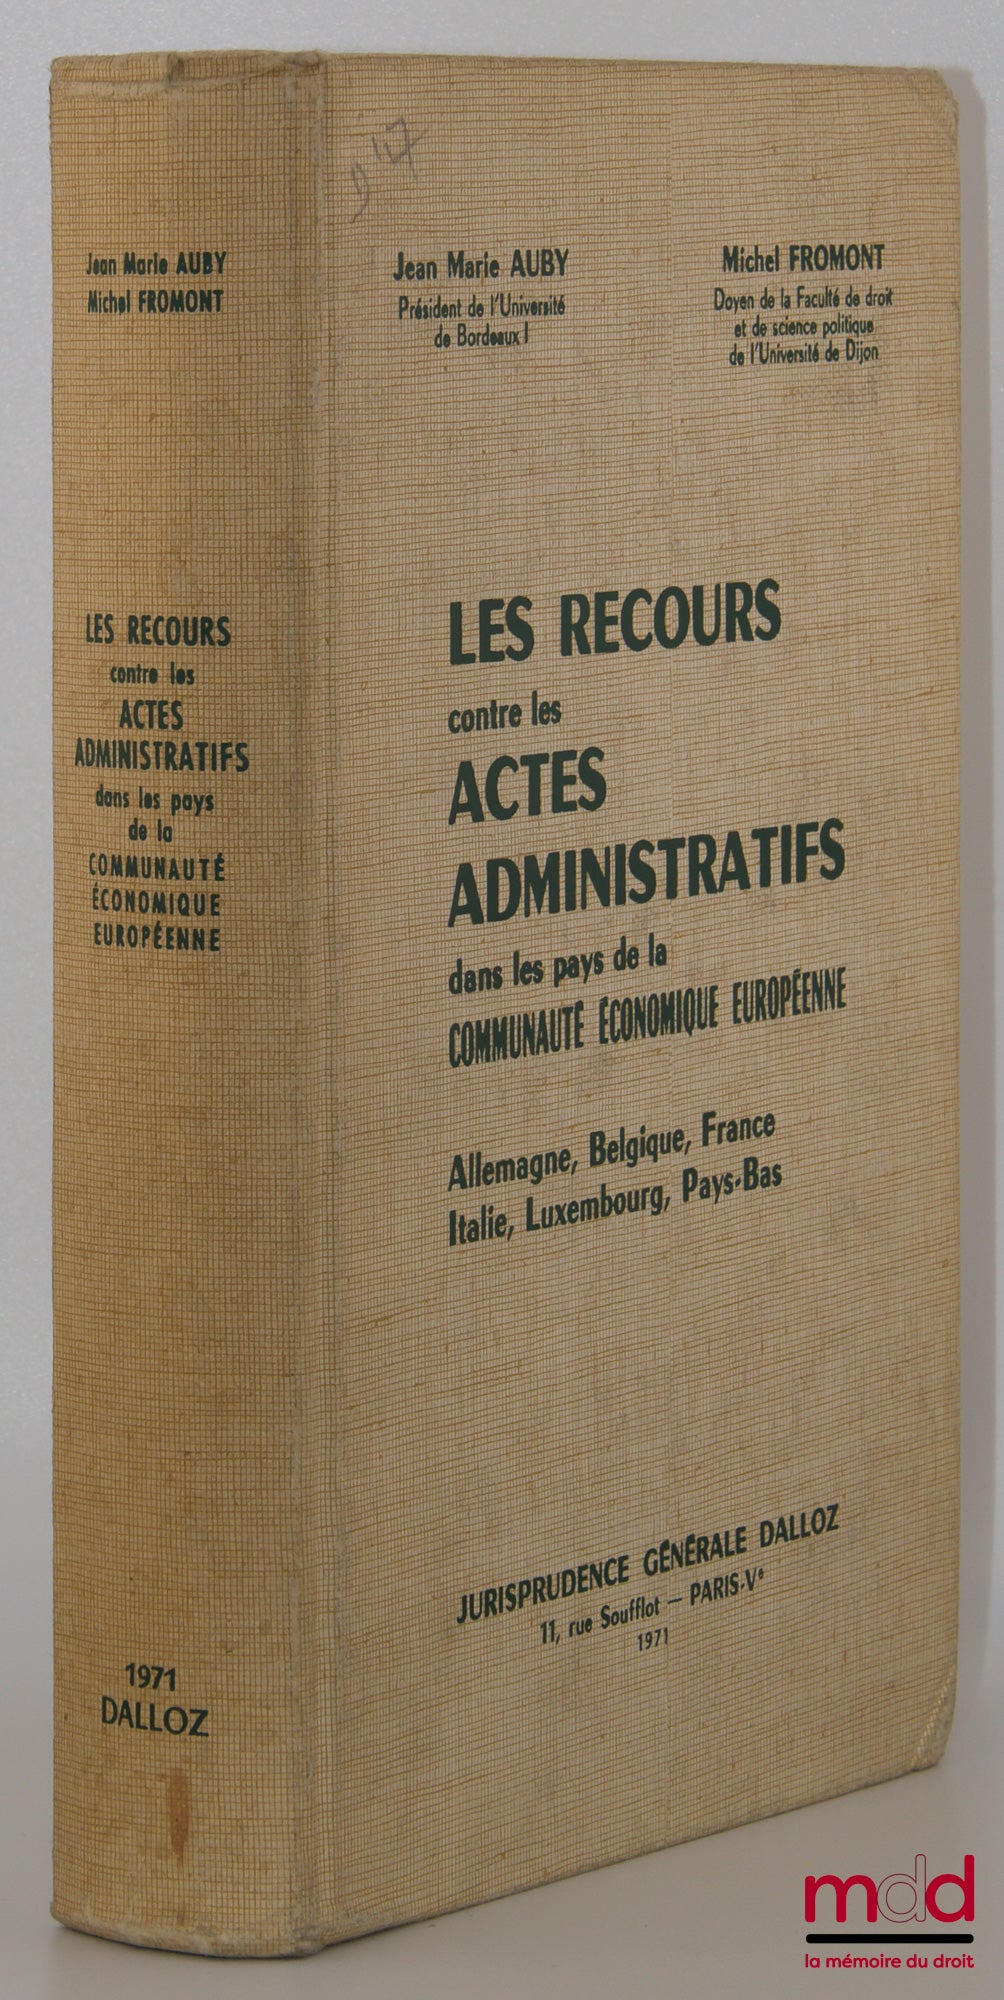 Jean Marie AUBY
Michel FROMONT
LES RECOURS
contre les
ACTES
ADMINISTRATIFS
dans les pays
de la
COMMUNAUTÉ
ÉCONOMIQUE
EUROPÉENNE
1971
DALLOZ
Jean Marie AUBY
Président de l'Université
de Bordeaux I
Michel FROMONT
Doyen de la Faculté de droit
et de science politique
de l'Université de Dijon
LES RECOURS
contre les
ACTES
ADMINISTRATIFS
dans les pays de la
COMMUNAUTÉ ÉCONOMIQUE EUROPÉENNE
Allemagne, Belgique, France
Italie, Luxembourg, Pays-Bas
JURISPRUDENCE GÉNÉRALE DALLOZ
11, rue Soufflot — PARIS-Vᵉ
1971
mdd
la mémoire du droit